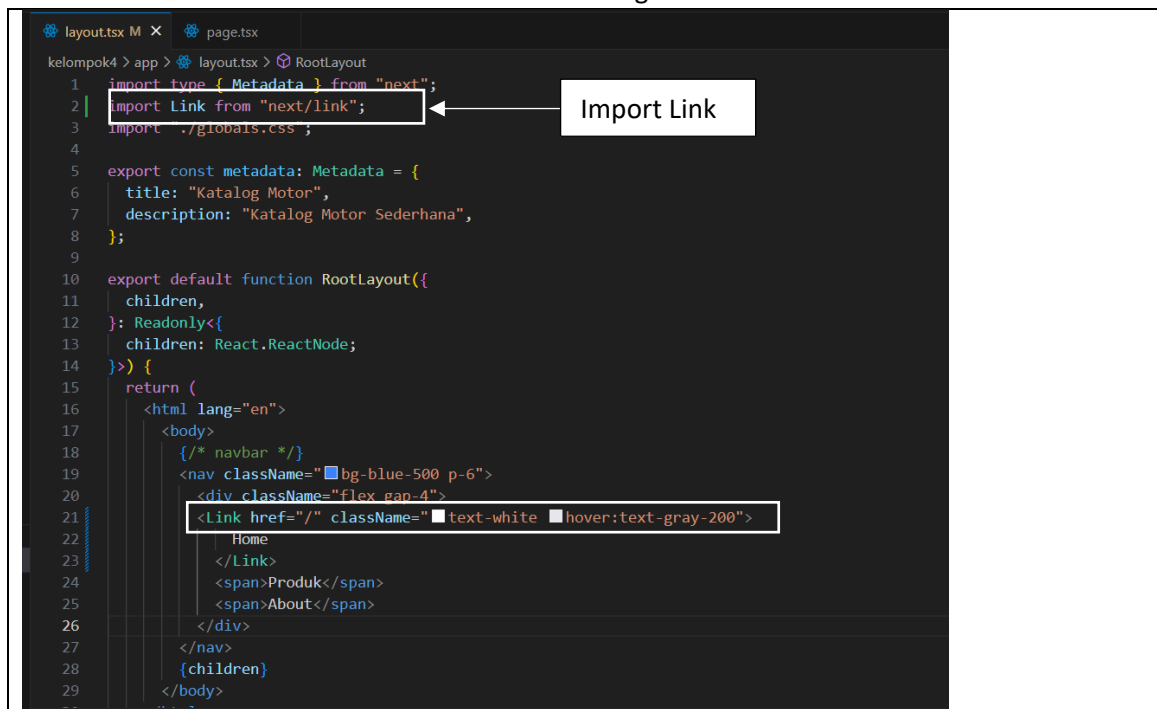 layout.tsx M ×
page.tsx
kelompok4 > app > layout.tsx > RootLayout
1 import type { Metadata } from "next";
2 import Link from "next/link";
Import Link
3 import "./globals.css";
4
5 export const metadata: Metadata = {
6 title: "Katalog Motor",
7 description: "Katalog Motor Sederhana",
8 };
9
10 export default function RootLayout({
11 children,
12 }: Readonly<{
13 children: React.ReactNode;
14 }>) {
15 return (
16 <html lang="en">
17 <body>
18 {/* navbar */}
19 <nav className="bg-blue-500 p-6">
20 <div className="flex gap-4">
21 <Link href="/" className="text-white hover:text-gray-200">
22 Home
23 </Link>
24 <span>Produk</span>
25 <span>About</span>
26 </div>
27 </nav>
28 {children}
29 </body>